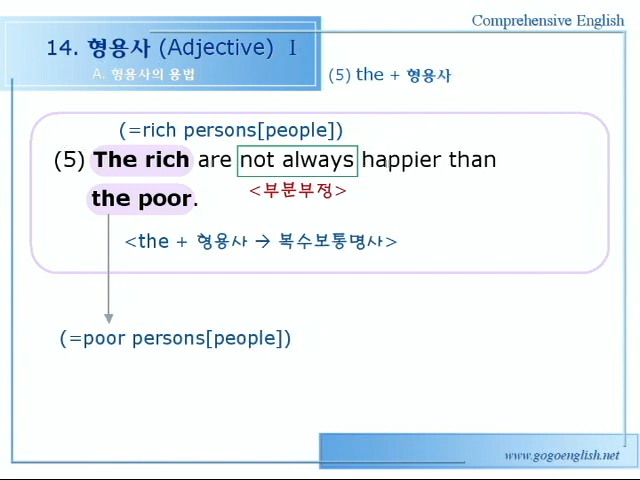 Comprehensive English
14. 형용사 (Adjective) Ⅰ
A. 형용사의 용법
(5) the + 형용사
(=rich persons[people])
(5) The rich are not always happier than
the poor.
<부분부정>
<the + 형용사 → 복수보통명사>
(=poor persons[people])
www.gogoenglish.net